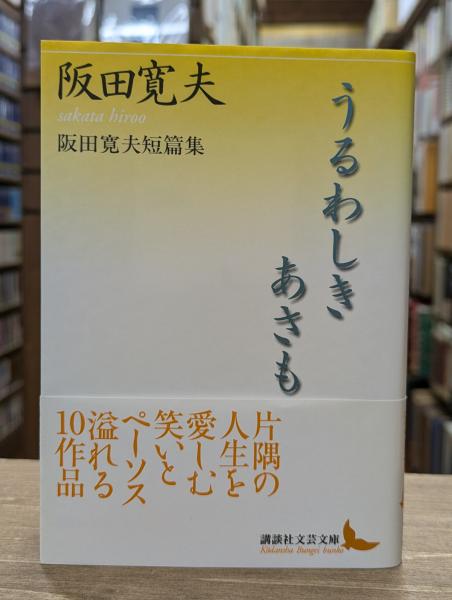 阪田寛夫
sakata hiroo
阪田寛夫短篇集
うるわしき
あさも
片隅の
人生を
愛しむ
笑いと
ペーソス
溢れる
10作品
講談社文芸文庫
Kōdansha Bungei bunko